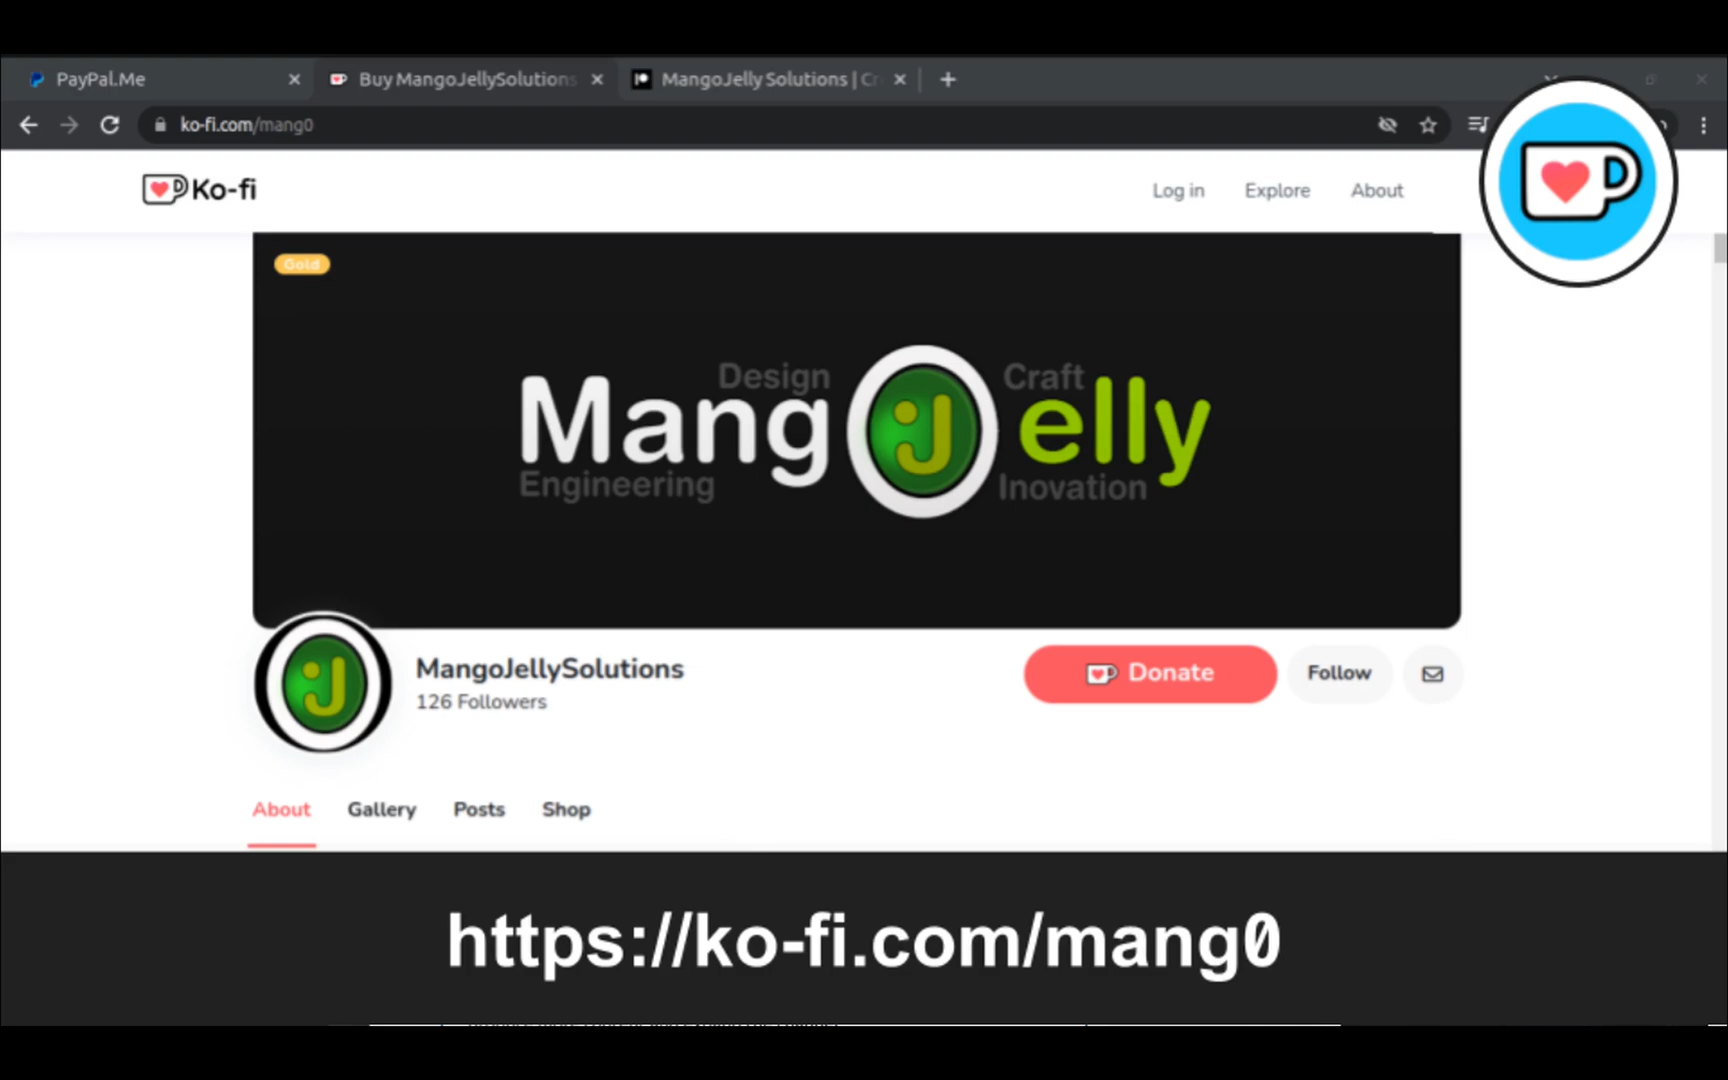 PayPal.Me
Buy MangoJellySolutions
MangoJelly Solutions | Cr
ko-fi.com/mang0
Ko-fi
Log in
Explore
About
Gold
Design
Craft
Mang
J
elly
Engineering
Inovation
J
MangoJellySolutions
126 Followers
Donate
Follow
About
Gallery
Posts
Shop
https://ko-fi.com/mang0